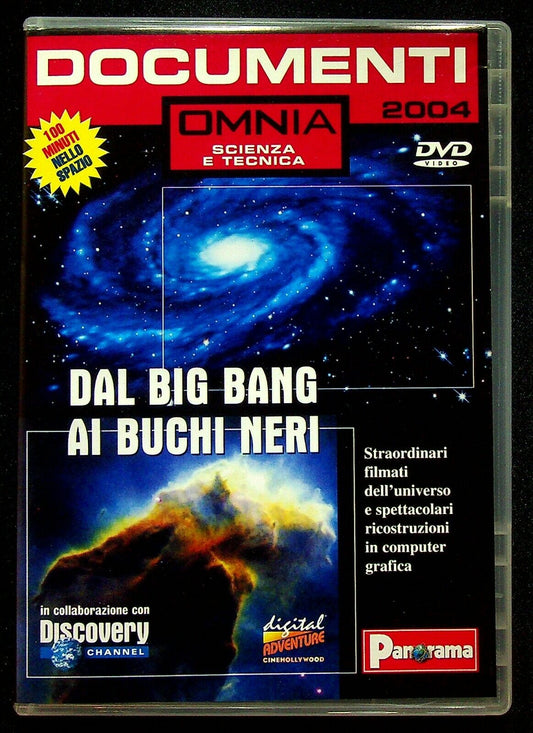 DOCUMENTI
2004
OMNIA
SCIENZA
E TECNICA
DVD
VIDEO
100
MINUTI
NELLO
SPAZIO
DAL BIG BANG
AI BUCHI NERI
Straordinari
filmati
dell'universo
e spettacolari
ricostruzioni
in computer
grafica
in collaborazione con
Discovery
CHANNEL
digital
ADVENTURE
CINEHOLLYWOOD
Panorama